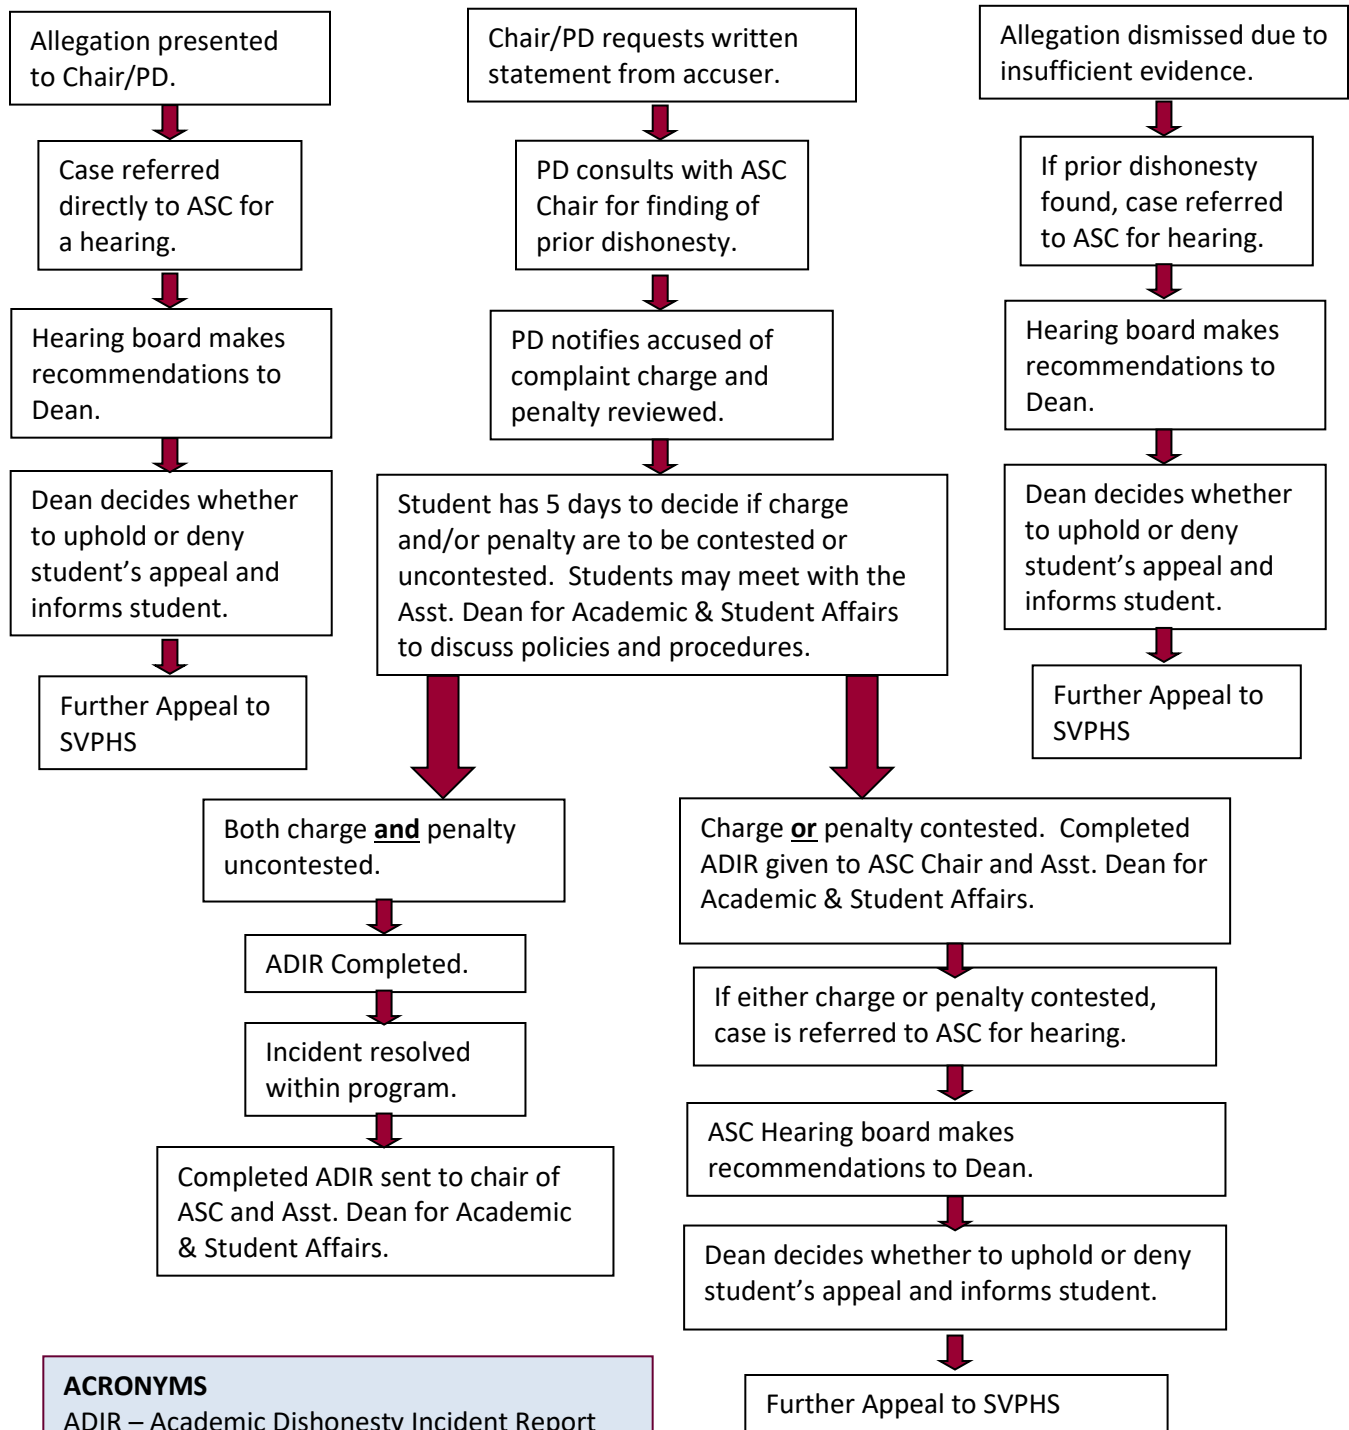 Allegation presented
to Chair/PD.
Case referred
directly to ASC for
a hearing.
Hearing board makes
recommendations to
Dean.
Dean decides whether
to uphold or deny
student’s appeal and
informs student.
Further Appeal to
SVPHS
Chair/PD requests written
statement from accuser.
PD consults with ASC
Chair for finding of
prior dishonesty.
PD notifies accused of
complaint charge and
penalty reviewed.
Student has 5 days to decide if charge
and/or penalty are to be contested or
uncontested.  Students may meet with the
Asst. Dean for Academic & Student Affairs
to discuss policies and procedures.
Allegation dismissed due to
insufficient evidence.
If prior dishonesty
found, case referred
to ASC for hearing.
Hearing board makes
recommendations to
Dean.
Dean decides whether
to uphold or deny
student’s appeal and
informs student.
Further Appeal to
SVPHS
Both charge and penalty
uncontested.
ADIR Completed.
Incident resolved
within program.
Completed ADIR sent to chair of
ASC and Asst. Dean for Academic
& Student Affairs.
Charge or penalty contested.  Completed
ADIR given to ASC Chair and Asst. Dean for
Academic & Student Affairs.
If either charge or penalty contested,
case is referred to ASC for hearing.
ASC Hearing board makes
recommendations to Dean.
Dean decides whether to uphold or deny
student’s appeal and informs student.
Further Appeal to SVPHS
ACRONYMS
ADIR – Academic Dishonesty Incident Report